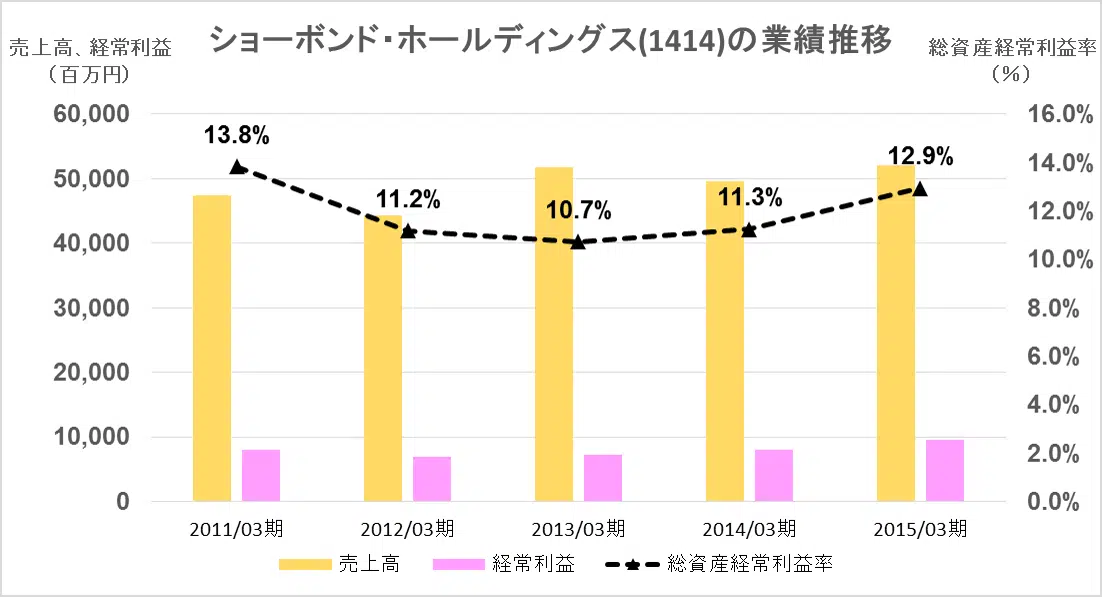 ショーボンド・ホールディングス(1414)の業績推移
売上高、経常利益
（百万円）
総資産経常利益率
（%）
60,000
50,000
40,000
30,000
20,000
10,000
0
16.0%
14.0%
12.0%
10.0%
8.0%
6.0%
4.0%
2.0%
0.0%
13.8%
11.2%
10.7%
11.3%
12.9%
2011/03期
2012/03期
2013/03期
2014/03期
2015/03期
売上高
経常利益
総資産経常利益率